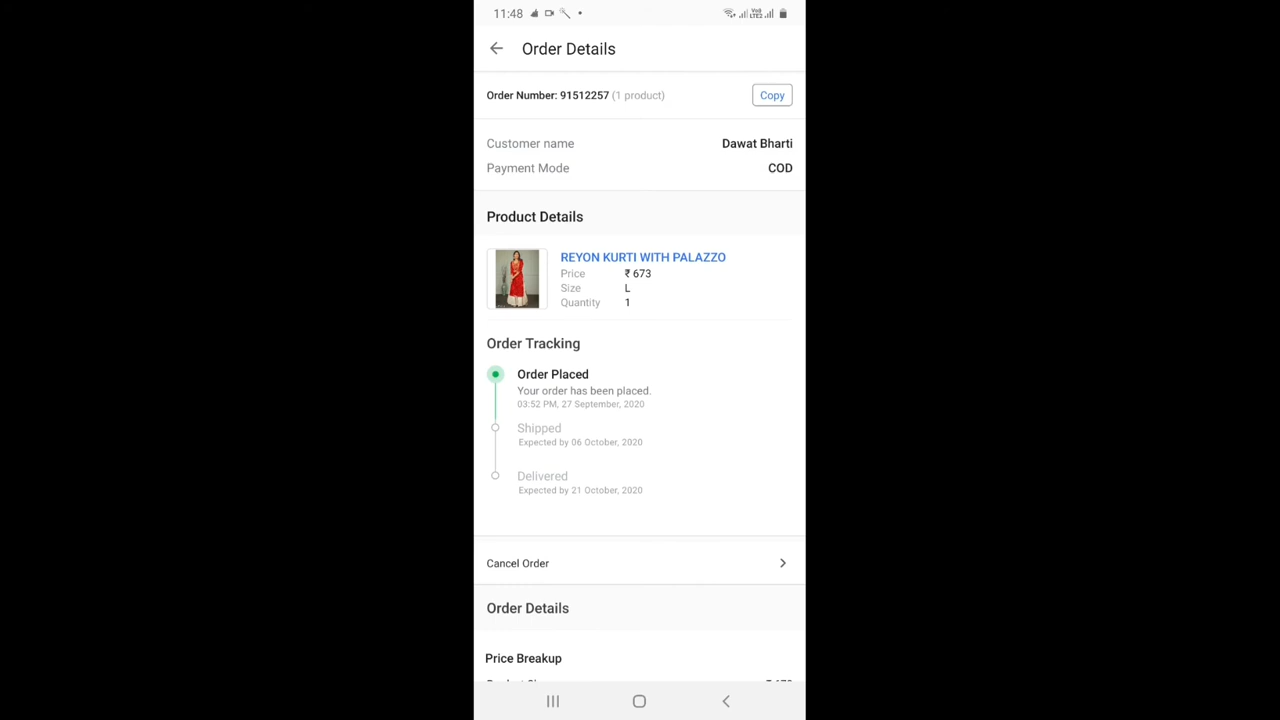 11:48
Order Details
Order Number: 91512257 (1 product) Copy
Customer name Dawat Bharti
Payment Mode COD
Product Details
REYON KURTI WITH PALAZZO
Price ₹ 673
Size L
Quantity 1
Order Tracking
Order Placed
Your order has been placed.
03:52 PM, 27 September, 2020
Shipped
Expected by 06 October, 2020
Delivered
Expected by 21 October, 2020
Cancel Order
Order Details
Price Breakup